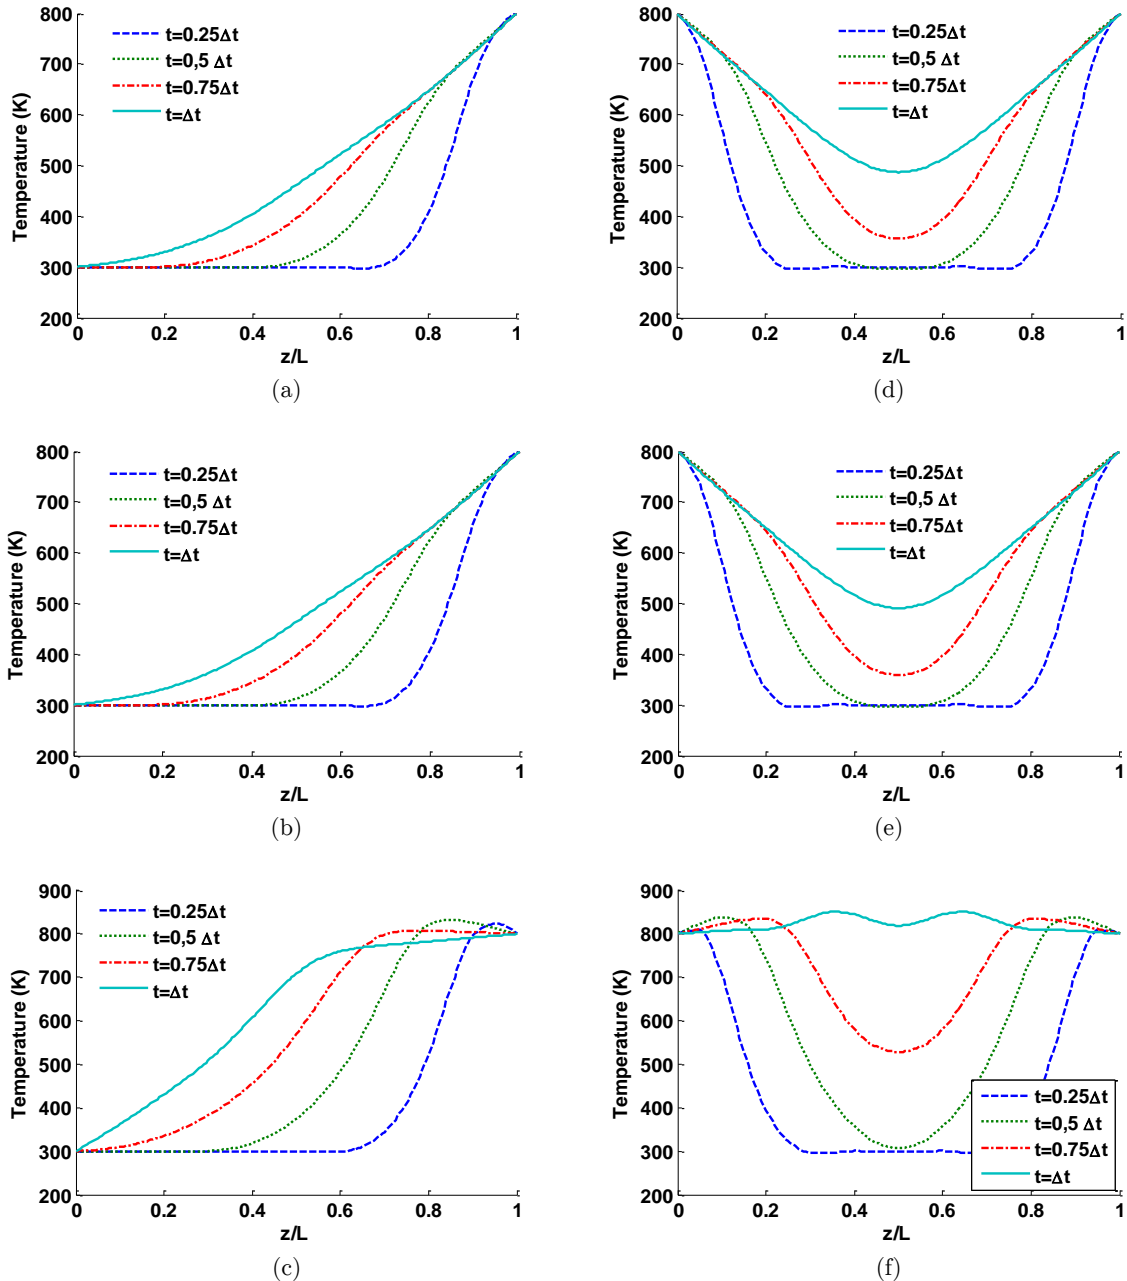 800
700
600
500
400
300
200
Temperature (K)
t=0.25Δt
t=0,5 Δt
t=0.75Δt
t=Δt
0 0.2 0.4 0.6 0.8 1
z/L
(a)
800
700
600
500
400
300
200
Temperature (K)
t=0.25Δt
t=0,5 Δt
t=0.75Δt
t=Δt
0 0.2 0.4 0.6 0.8 1
z/L
(d)
800
700
600
500
400
300
200
Temperature (K)
t=0.25Δt
t=0,5 Δt
t=0.75Δt
t=Δt
0 0.2 0.4 0.6 0.8 1
z/L
(b)
800
700
600
500
400
300
200
Temperature (K)
t=0.25Δt
t=0,5 Δt
t=0.75Δt
t=Δt
0 0.2 0.4 0.6 0.8 1
z/L
(e)
900
800
700
600
500
400
300
200
Temperature (K)
t=0.25Δt
t=0,5 Δt
t=0.75Δt
t=Δt
0 0.2 0.4 0.6 0.8 1
z/L
(c)
900
800
700
600
500
400
300
200
Temperature (K)
t=0.25Δt
t=0,5 Δt
t=0.75Δt
t=Δt
0 0.2 0.4 0.6 0.8 1
z/L
(f)